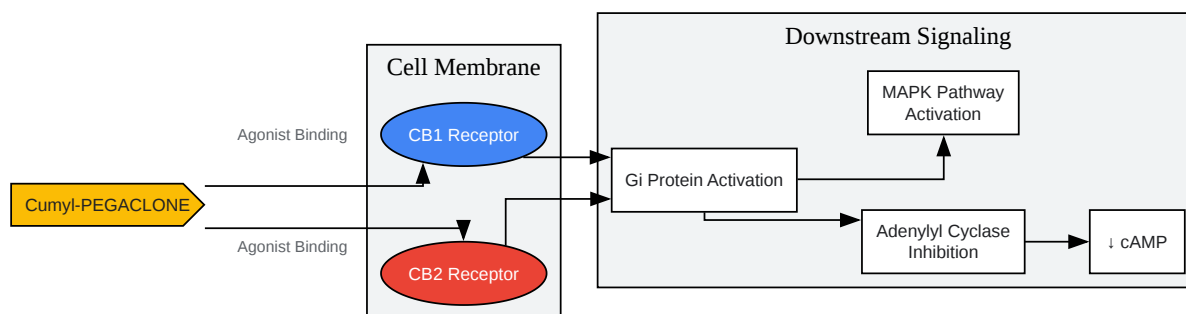 Downstream Signaling
Cell Membrane
MAPK Pathway
Activation
Agonist Binding
CB1 Receptor
Gi Protein Activation
Cumyl-PEGACLONE
Agonist Binding
CB2 Receptor
Adenylyl Cyclase
Inhibition
↓ cAMP